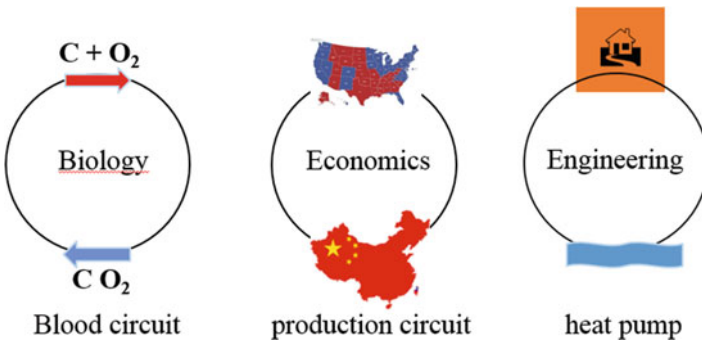 C + O₂
Biology
C O₂
Blood circuit
Economics
production circuit
Engineering
heat pump